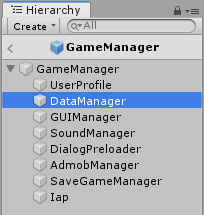 Hierarchy
Create All
GameManager
GameManager
UserProfile
DataManager
GUIManager
SoundManager
DialogPreloader
AdmobManager
SaveGameManager
Iap